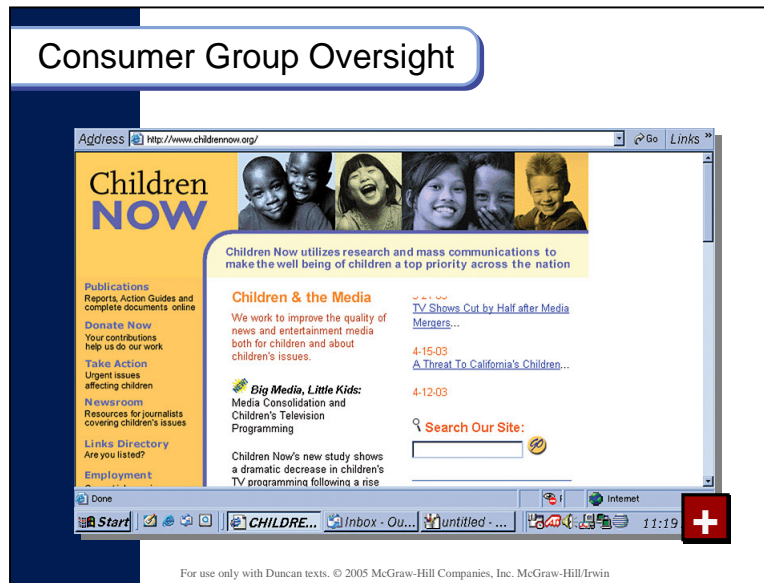 Consumer Group Oversight
Address http://www.childrennow.org/ Go Links »
Children
NOW
Children Now utilizes research and mass communications to
make the well being of children a top priority across the nation
Publications
Reports, Action Guides and
complete documents online
Donate Now
Your contributions
help us do our work
Take Action
Urgent issues
affecting children
Newsroom
Resources for journalists
covering children's issues
Links Directory
Are you listed?
Employment
Children & the Media
We work to improve the quality of
news and entertainment media
both for children and about
children's issues.
NEW! Big Media, Little Kids:
Media Consolidation and
Children's Television
Programming
Children Now's new study shows
a dramatic decrease in children's
TV programming following a rise
TV Shows Cut by Half after Media
Mergers...
4-15-03
A Threat To California's Children...
4-12-03
Search Our Site:
go
Done Internet
Start CHILDRE... Inbox - Ou... untitled - ... 11:19
For use only with Duncan texts. © 2005 McGraw-Hill Companies, Inc. McGraw-Hill/Irwin